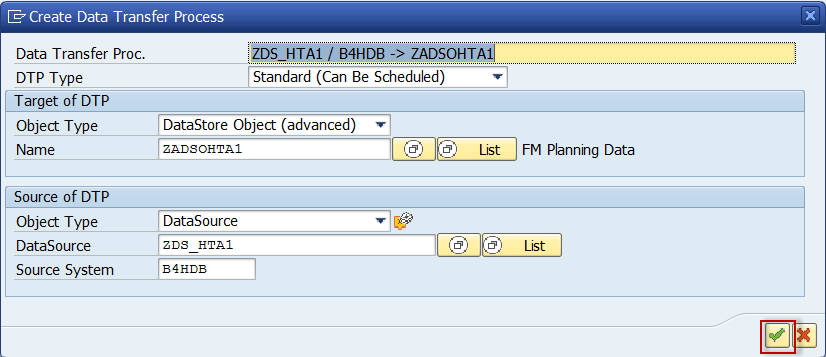 Create Data Transfer Process
Data Transfer Proc. ZDS_HTA1 / B4HDB -> ZADSOHTA1
DTP Type Standard (Can Be Scheduled)
Target of DTP
Object Type DataStore Object (advanced)
Name ZADSOHTA1 List FM Planning Data
Source of DTP
Object Type DataSource
DataSource ZDS_HTA1 List
Source System B4HDB